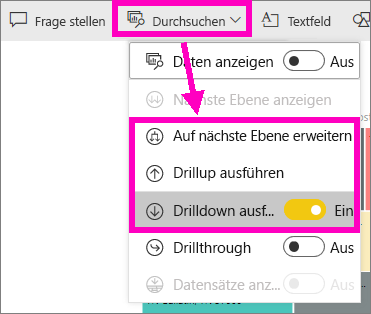 Frage stellen Durchsuchen Textfeld
Daten anzeigen Aus
Nächste Ebene anzeigen
Auf nächste Ebene erweitern
Drillup ausführen
Drilldown ausf... Ein
Drillthrough Aus
Datensätze anz... Aus